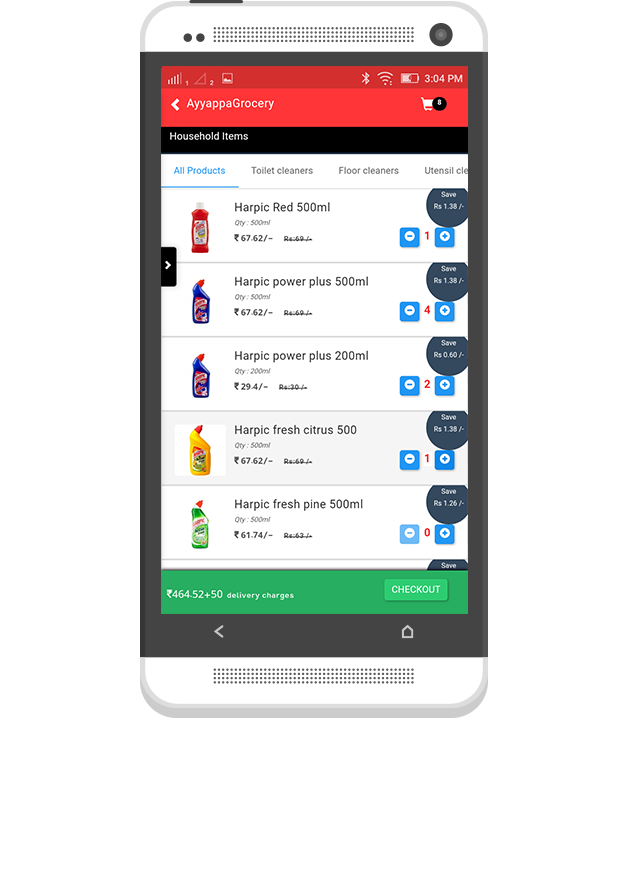 1 2 3:04 PM
AyyappaGrocery 8
Household Items
All Products Toilet cleaners Floor cleaners Utensil cle
Save
Harpic Red 500ml Rs 1.38 /-
Qty : 500ml
₹ 67.62/- Rs:69 /- 1
Save
Harpic power plus 500ml Rs 1.38 /-
Qty : 500ml
₹ 67.62/- Rs:69 /- 4
Save
Harpic power plus 200ml Rs 0.60 /-
Qty : 200ml
₹ 29.4/- Rs:30 /- 2
Save
Harpic fresh citrus 500 Rs 1.38 /-
Qty : 500ml
₹ 67.62/- Rs:69 /- 1
Save
Harpic fresh pine 500ml Rs 1.26 /-
Qty : 500ml
₹ 61.74/- Rs:63 /- 0
Save
₹464.52+50 delivery charges CHECKOUT